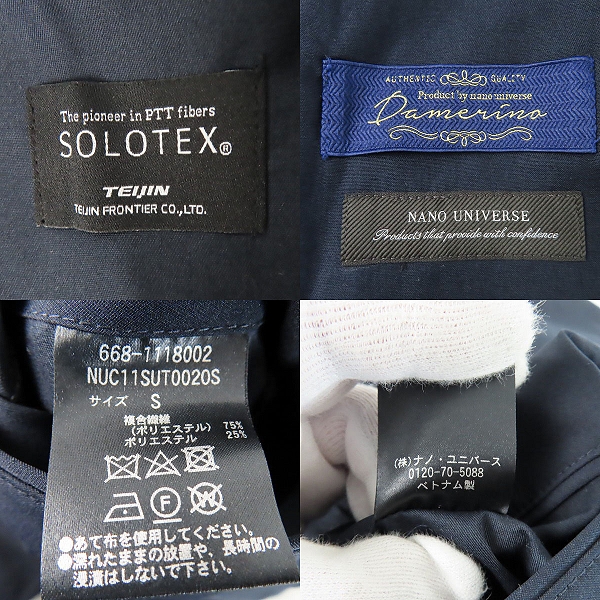 The pioneer in PTT fibers
SOLOTEX®
TEIJIN
TEIJIN FRONTIER CO.,LTD.
AUTHENTIC QUALITY
Product by nano universe
Damerino
NANO UNIVERSE
Products that provide with confidence
668-1118002
NUC11SUT0020S
サイズ S
複合繊維
(ポリエステル) 75%
ポリエステル 25%
●あて布を使用してください。
●濡れたままの放置や、長時間の
浸漬はしないで下さい。
(株)ナノ・ユニバース
0120-70-5088
ベトナム製